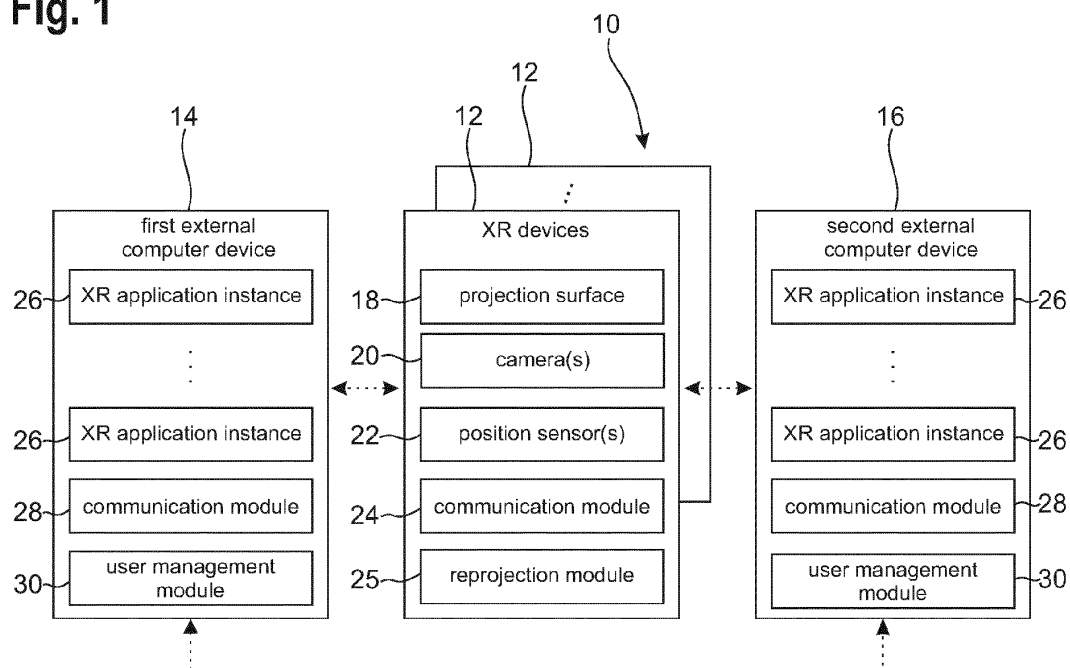 Fig. 1
10
12
14
12
16
first external
computer device
XR devices
second external
computer device
26
XR application instance
18
projection surface
XR application instance
26
20
camera(s)
26
XR application instance
22
position sensor(s)
XR application instance
26
28
communication module
24
communication module
communication module
28
30
user management
module
25
reprojection module
user management
module
30